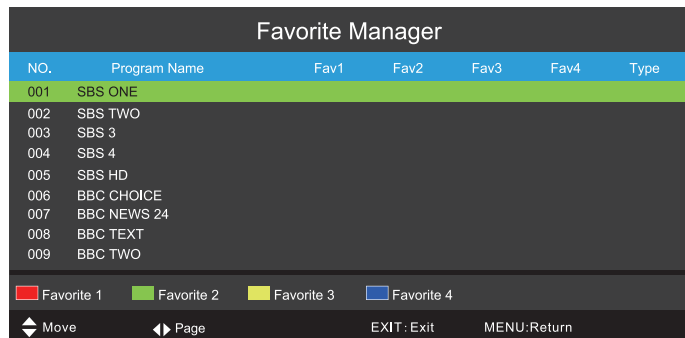 Favorite Manager
NO. Program Name Fav1 Fav2 Fav3 Fav4 Type
001 SBS ONE
002 SBS TWO
003 SBS 3
004 SBS 4
005 SBS HD
006 BBC CHOICE
007 BBC NEWS 24
008 BBC TEXT
009 BBC TWO
Favorite 1 Favorite 2 Favorite 3 Favorite 4
Move Page EXIT:Exit MENU:Return